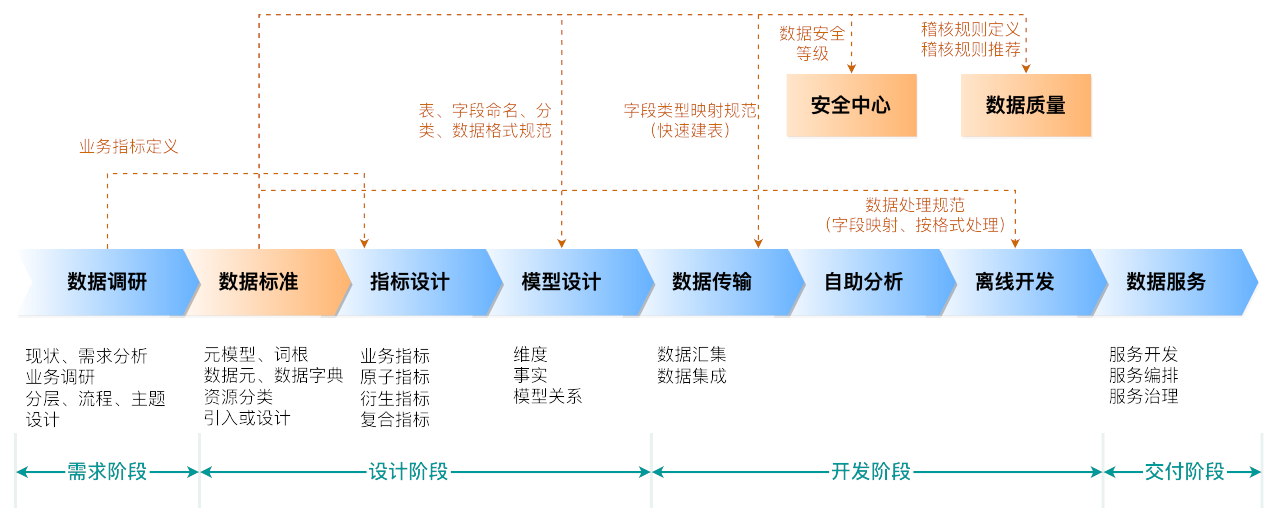 数据安全
等级
稽核规则定义
稽核规则推荐
安全中心
数据质量
表、字段命名、分
类、数据格式规范
字段类型映射规范
（快速建表）
业务指标定义
数据处理规范
（字段映射、按格式处理）
数据调研
数据标准
指标设计
模型设计
数据传输
自助分析
离线开发
数据服务
现状、需求分析
业务调研
分层、流程、主题
设计
元模型、词根
数据元、数据字典
资源分类
引入或设计
业务指标
原子指标
衍生指标
复合指标
维度
事实
模型关系
数据汇集
数据集成
服务开发
服务编排
服务治理
需求阶段
设计阶段
开发阶段
交付阶段